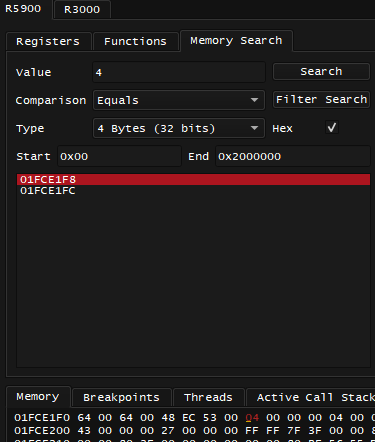 R5900 R3000
Registers Functions Memory Search
Value 4 Search
Comparison Equals Filter Search
Type 4 Bytes (32 bits) Hex ✓
Start 0x00 End 0x2000000
01FCE1F8
01FCE1FC
Memory Breakpoints Threads Active Call Stack
01FCE1F0 64 00 64 00 48 EC 53 00 04 00 00 00 04 00 0
01FCE200 43 00 00 00 27 00 00 00 FF FF 7F 3F 00 00 8